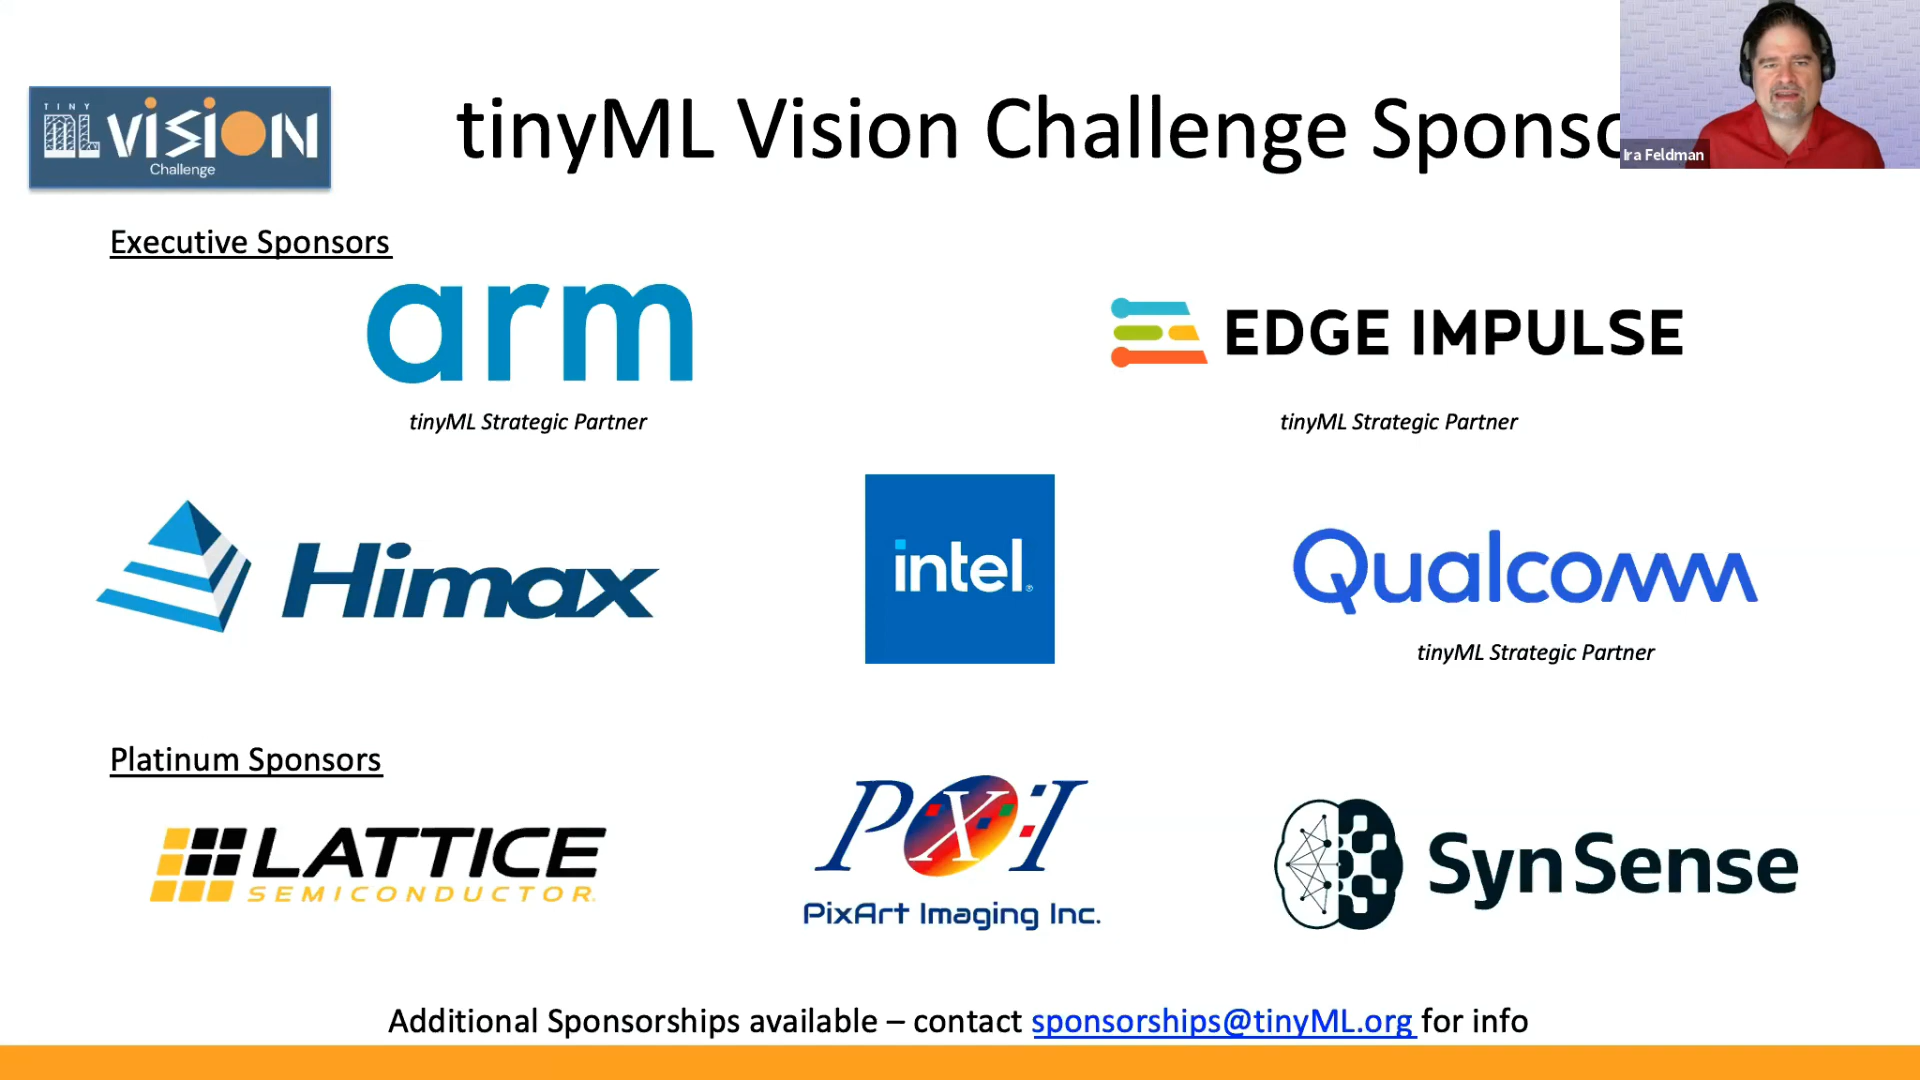 TINY
ML VISION
Challenge
tinyML Vision Challenge Sponso
Ira Feldman
Executive Sponsors
arm
EDGE IMPULSE
tinyML Strategic Partner
tinyML Strategic Partner
Himax
intel.
Qualcomm
tinyML Strategic Partner
Platinum Sponsors
LATTICE
SEMICONDUCTOR.
PXI
PixArt Imaging Inc.
SynSense
Additional Sponsorships available – contact sponsorships@tinyML.org for info